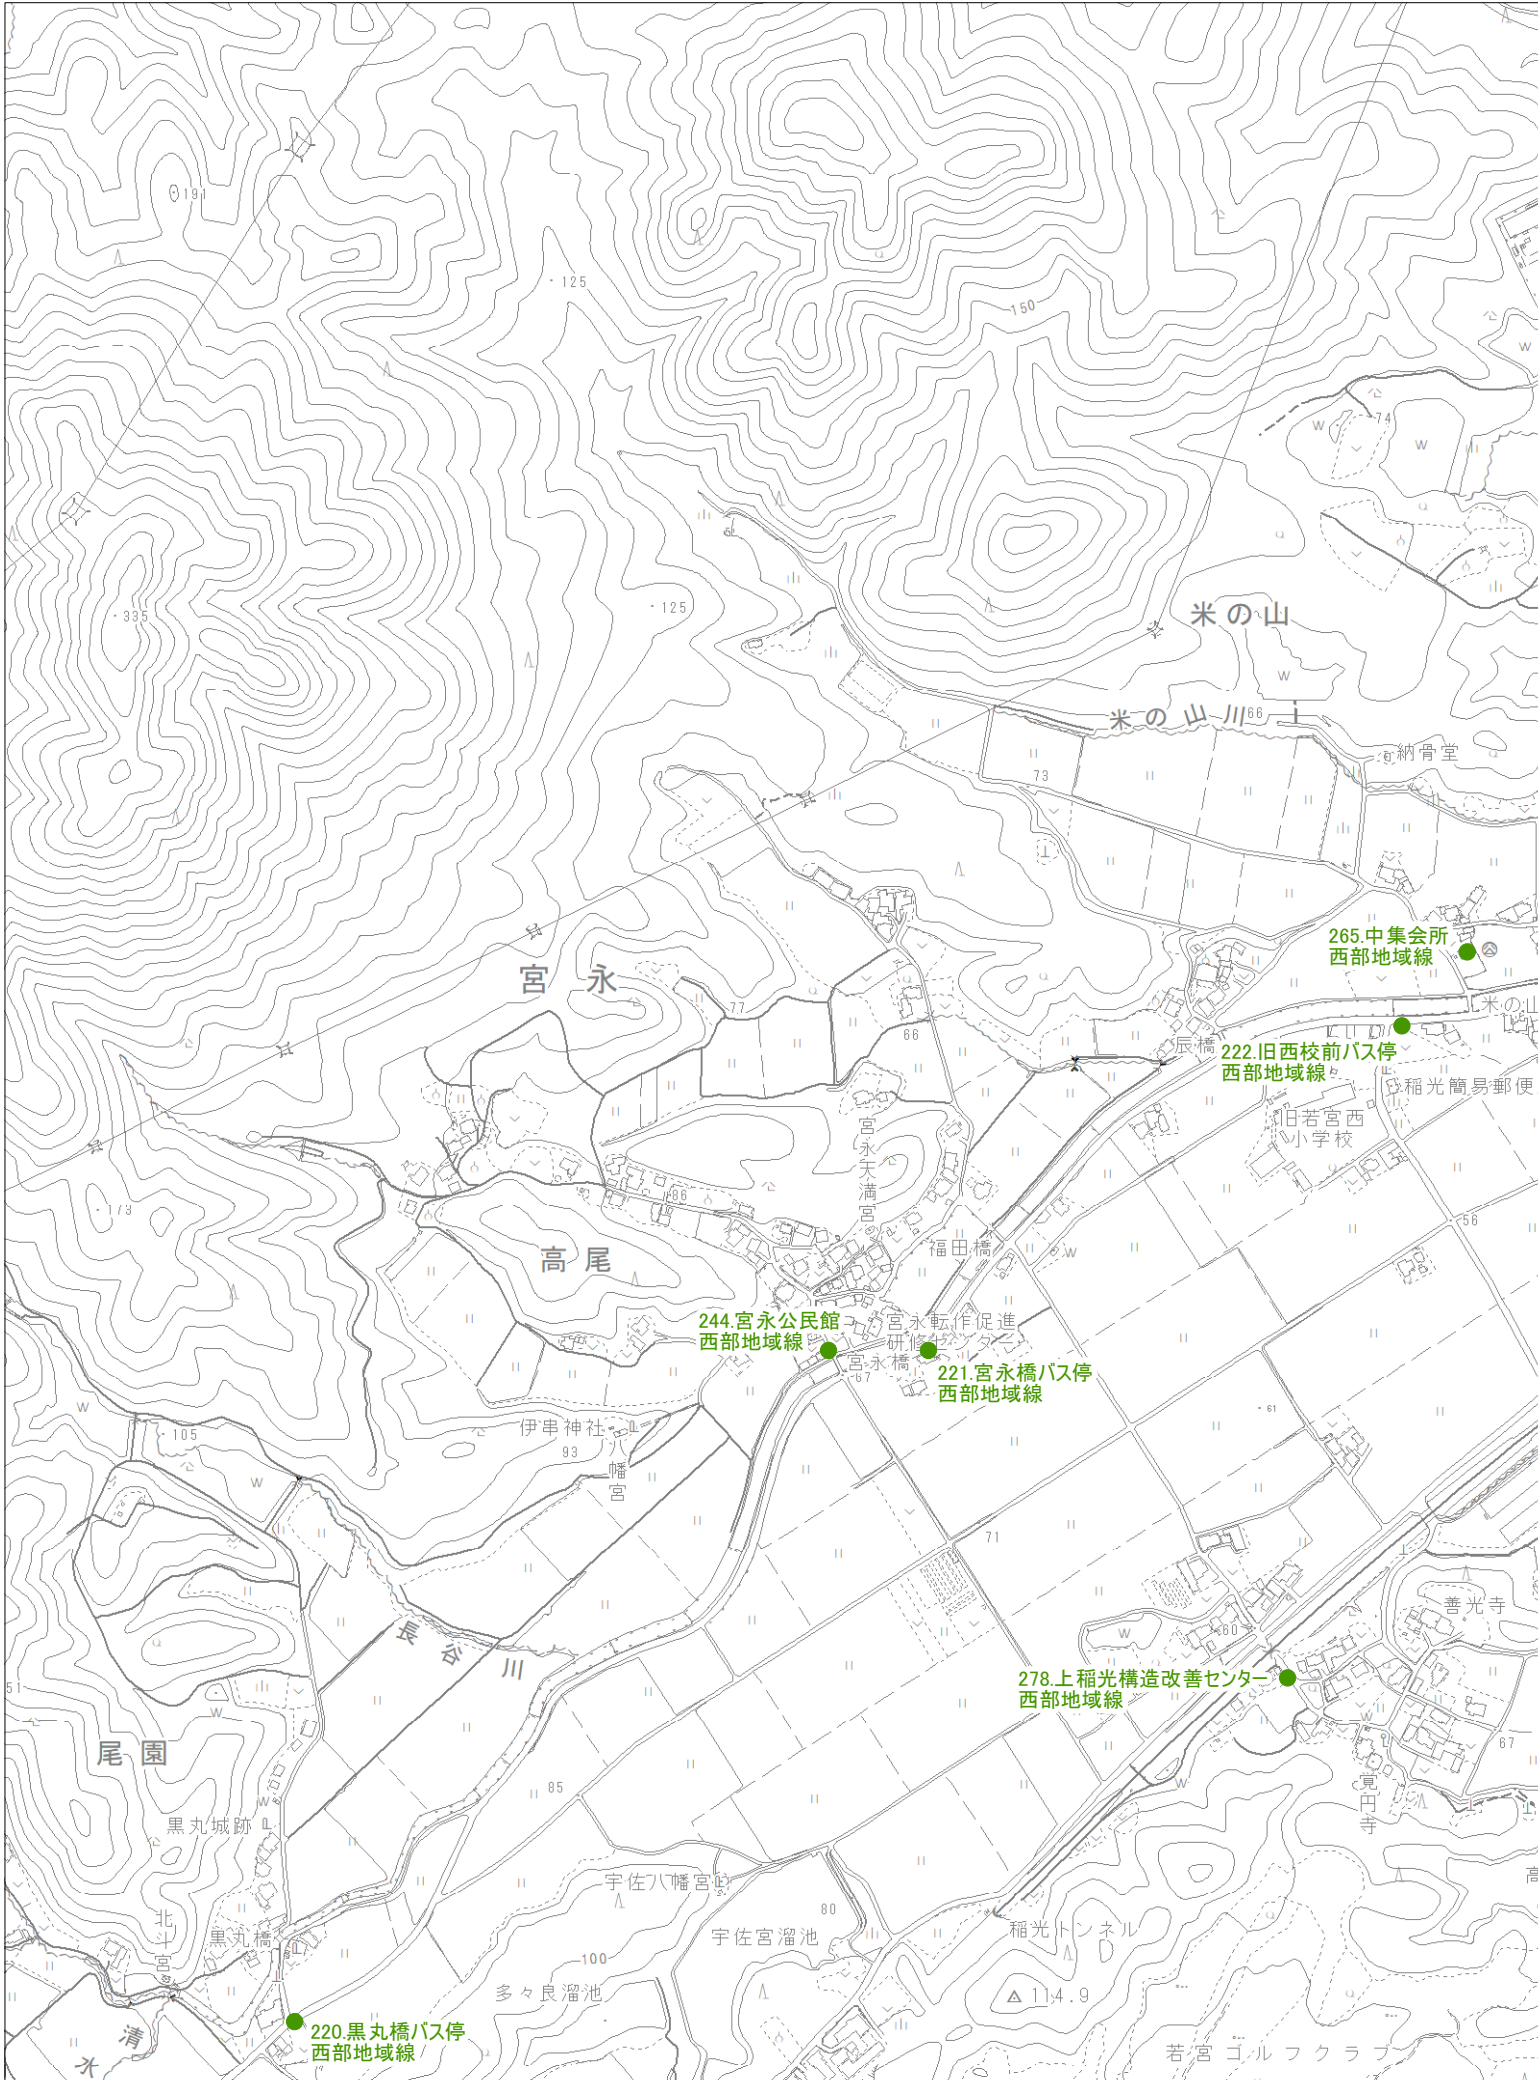 191
125
150
74
335
125
米の山
米の山川
66
納骨堂
73
265.中集会所
西部地域線
宮永
77
66
米の山
辰橋
222.旧西校前バス停
西部地域線
稲光簡易郵便
旧若宮西
小学校
宮永天満宮
173
86
56
福田橋
高尾
244.宮永公民館
西部地域線
宮永転作促進
研修センター
宮永橋
67
221.宮永橋バス停
西部地域線
61
伊串神社
93
八幡宮
105
71
善光寺
長谷川
60
278.上稲光構造改善センター
西部地域線
51
尾園
67
85
覚円寺
黒丸城跡
宇佐八幡宮
80
北斗宮
黒丸橋
宇佐宮溜池
稲光トンネル
100
多々良溜池
114.9
220.黒丸橋バス停
西部地域線
清水
若宮ゴルフクラブ